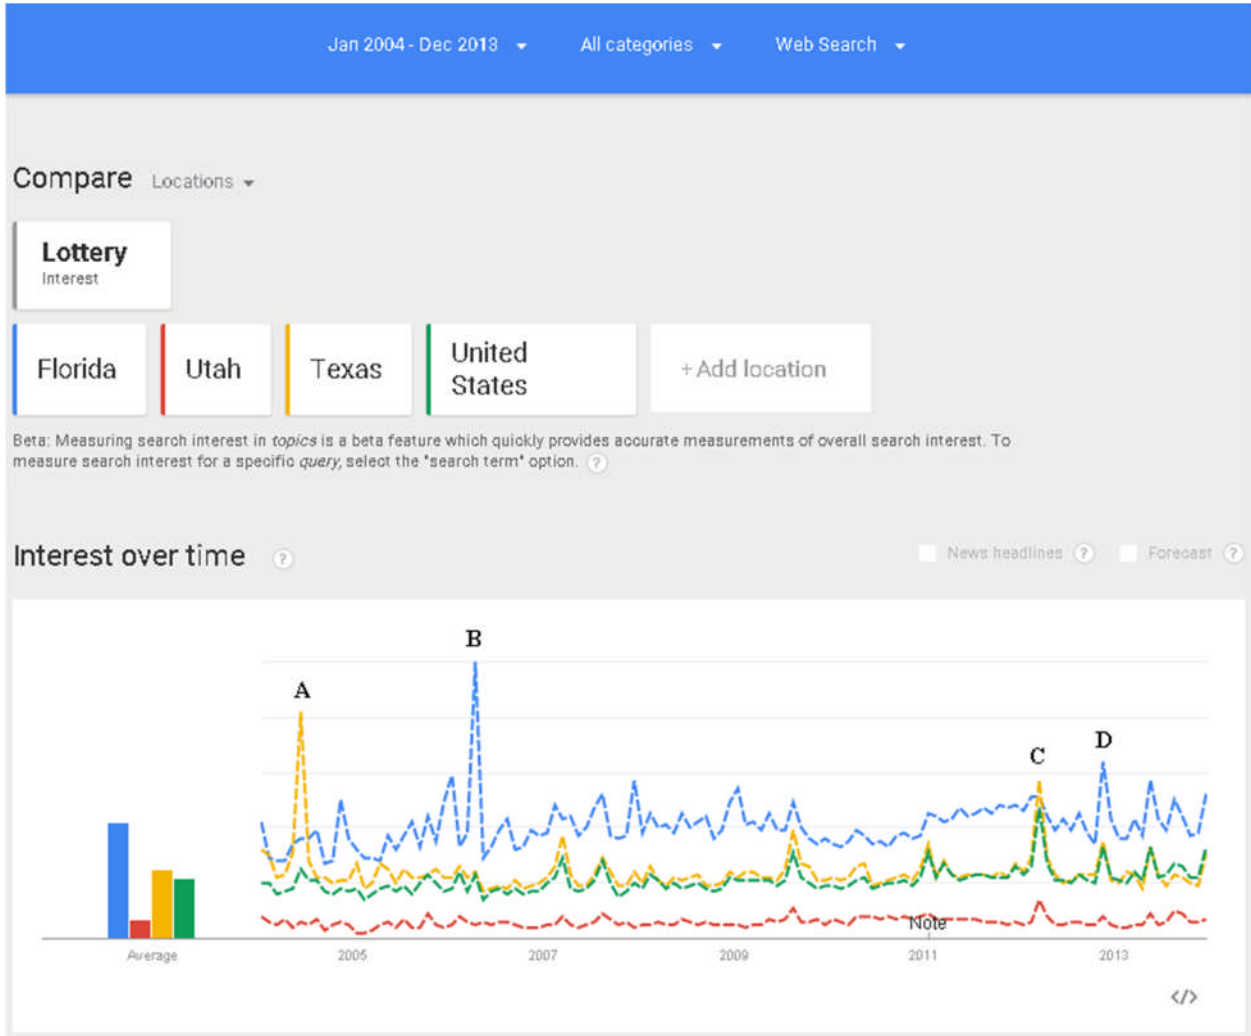 Jan 2004 - Dec 2013 All categories Web Search
Compare Locations
Lottery
Interest
Florida Utah Texas United States + Add location
Beta: Measuring search interest in topics is a beta feature which quickly provides accurate measurements of overall search interest. To
measure search interest for a specific query, select the "search term" option. ?
Interest over time ? News headlines ? Forecast ?
B
A
D
C
Note
Average 2005 2007 2009 2011 2013
</>